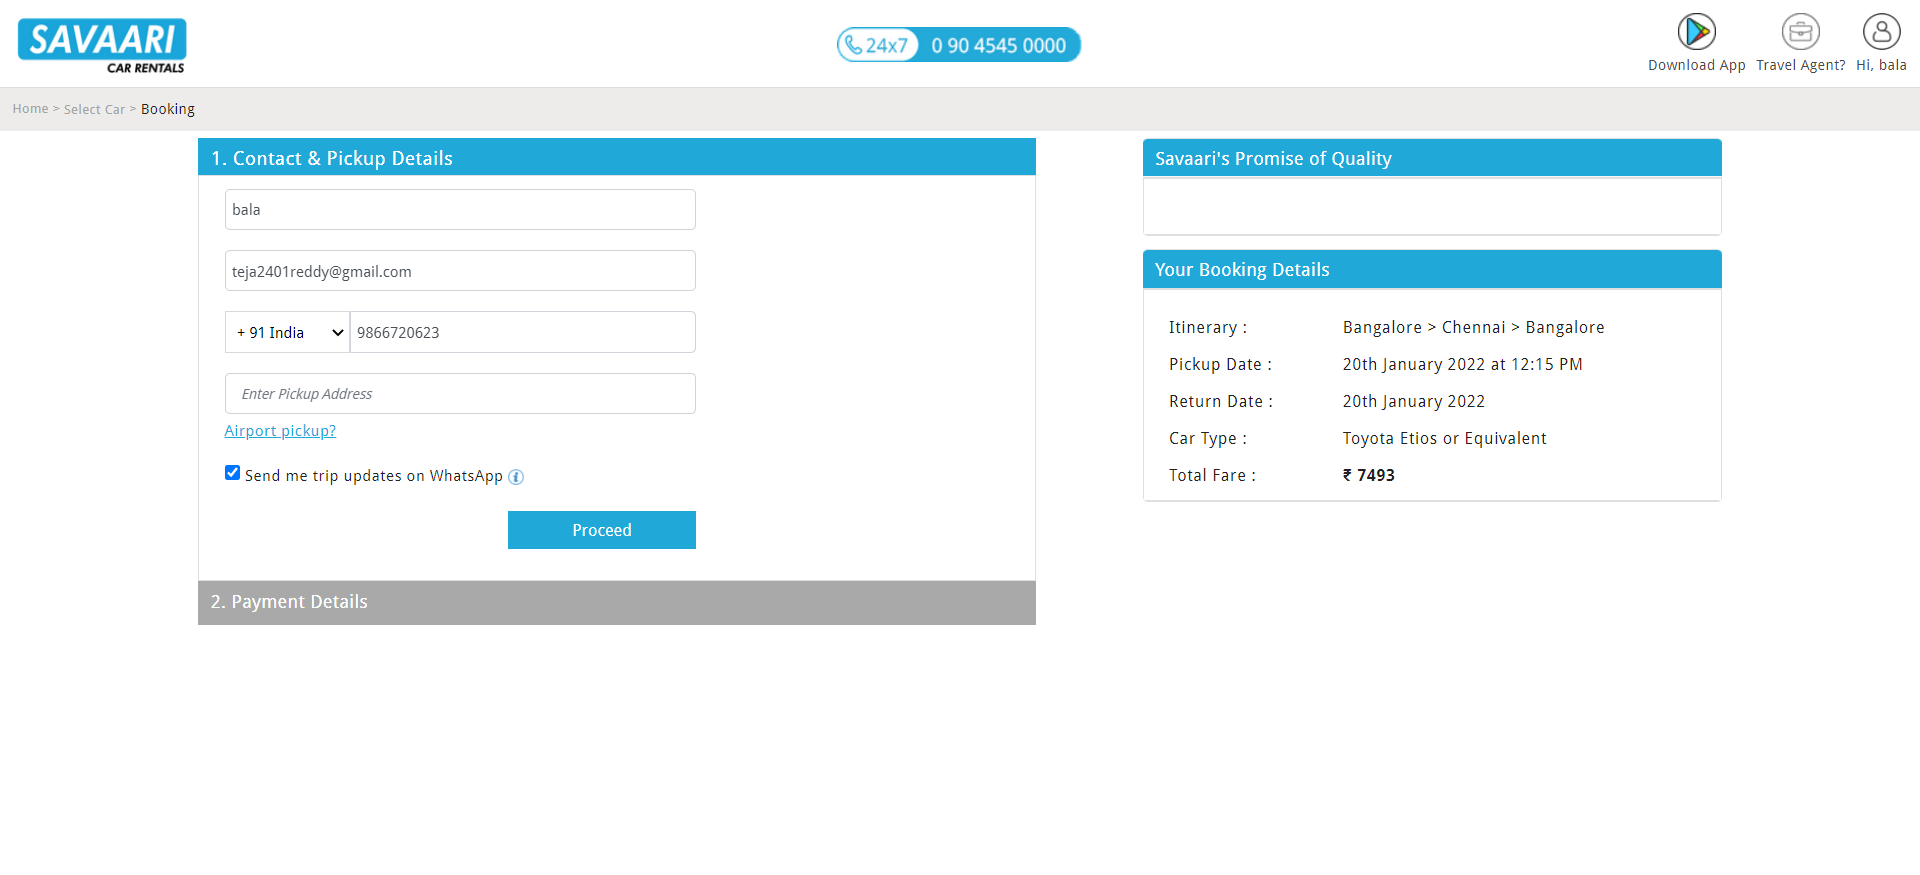 SAVAARI
CAR RENTALS
24x7 0 90 4545 0000
Download App
Travel Agent?
Hi, bala
Home > Select Car > Booking
1. Contact & Pickup Details
bala
teja2401reddy@gmail.com
+ 91 India 9866720623
Enter Pickup Address
Airport pickup?
Send me trip updates on WhatsApp i
Proceed
2. Payment Details
Savaari's Promise of Quality
Your Booking Details
Itinerary : Bangalore > Chennai > Bangalore
Pickup Date : 20th January 2022 at 12:15 PM
Return Date : 20th January 2022
Car Type : Toyota Etios or Equivalent
Total Fare : ₹ 7493